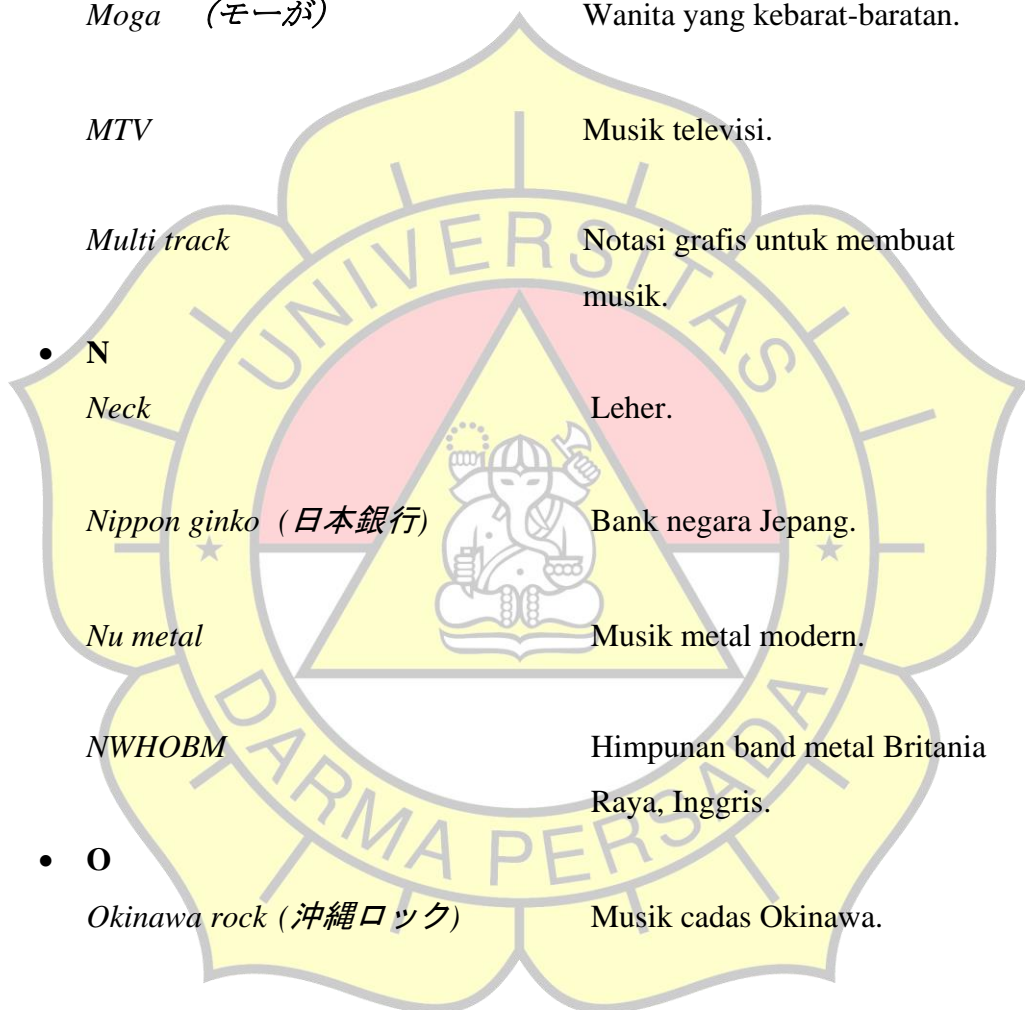 Moga （モーが） Wanita yang kebarat-baratan.
MTV Musik televisi.
Multi track Notasi grafis untuk membuat
musik.
• N
Neck Leher.
Nippon ginko (日本銀行) Bank negara Jepang.
Nu metal Musik metal modern.
NWHOBM Himpunan band metal Britania
Raya, Inggris.
• O
Okinawa rock (沖縄ロック) Musik cadas Okinawa.
UNIVERSITAS
DARMA PERSADA